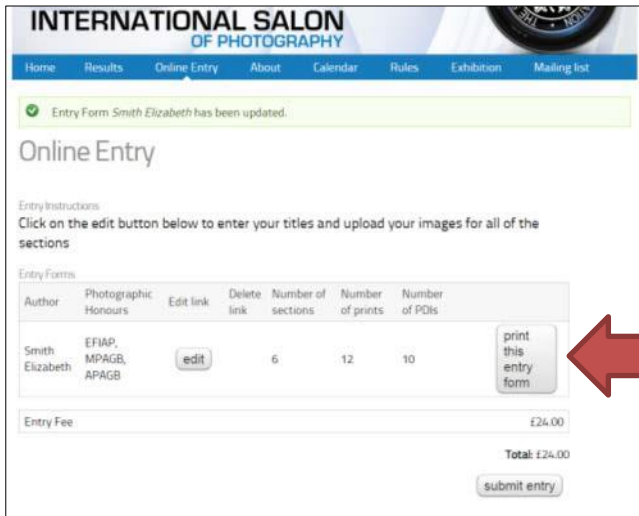 INTERNATIONAL SALON
OF PHOTOGRAPHY
Home Results Online Entry About Calendar Rules Exhibition Mailing list
Entry Form Smith Elizabeth has been updated.
Online Entry
Entry Instructions
Click on the edit button below to enter your titles and upload your images for all of the
sections
Entry Forms
Author Photographic Honours Edit link Delete link Number of sections Number of prints Number of PDIs
Smith Elizabeth EFIAP, MPAGB, APAGB edit 6 12 10 print this entry form
Entry Fee £24.00
Total: £24.00
submit entry